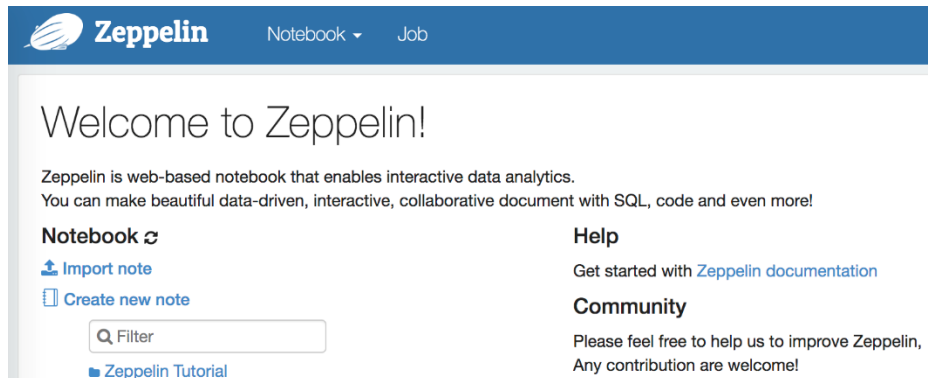 Zeppelin Notebook Job
Welcome to Zeppelin!
Zeppelin is web-based notebook that enables interactive data analytics.
You can make beautiful data-driven, interactive, collaborative document with SQL, code and even more!
Notebook
Import note
Create new note
Filter
Zeppelin Tutorial
Help
Get started with Zeppelin documentation
Community
Please feel free to help us to improve Zeppelin,
Any contribution are welcome!